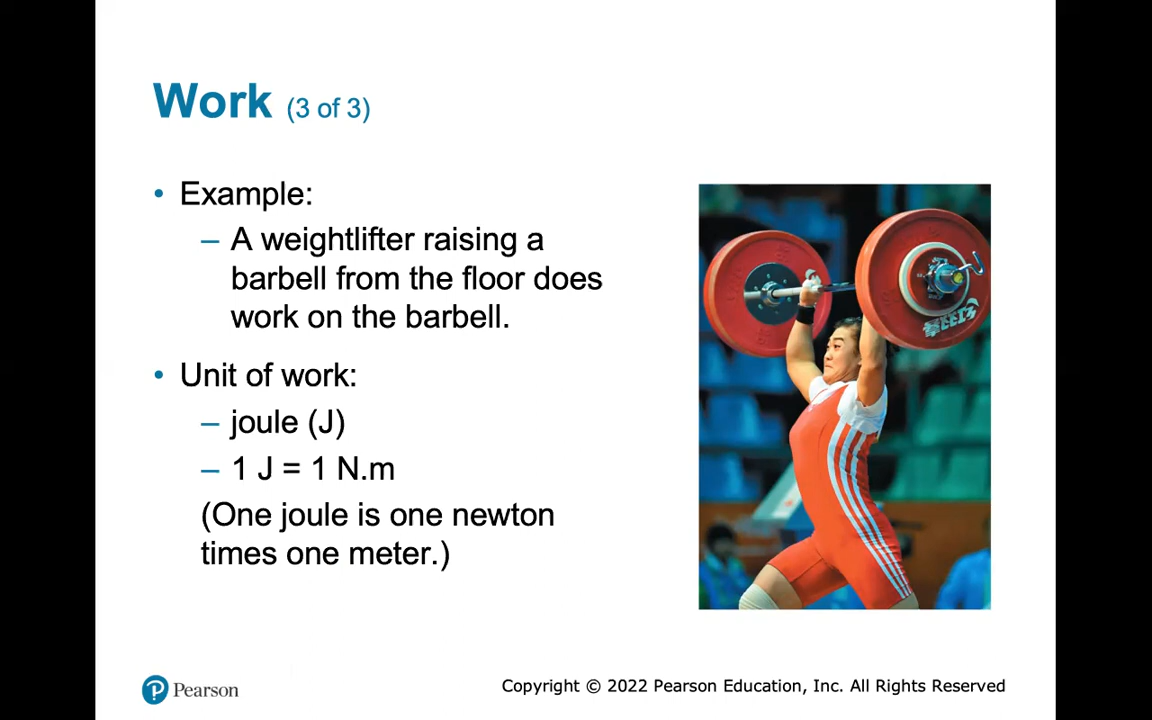 Work (3 of 3)
• Example:
– A weightlifter raising a
barbell from the floor does
work on the barbell.
• Unit of work:
– joule (J)
– 1 J = 1 N.m
(One joule is one newton
times one meter.)
Pearson
Copyright © 2022 Pearson Education, Inc. All Rights Reserved